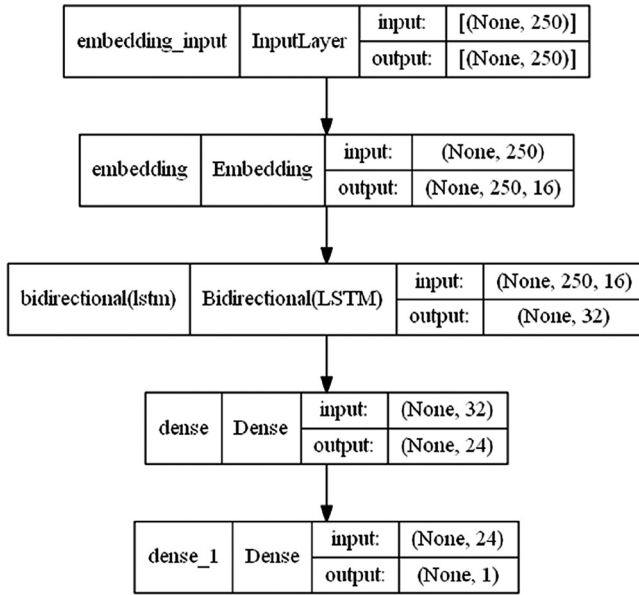 embedding_input InputLayer input: [(None, 250)]
output: [(None, 250)]
embedding Embedding input: (None, 250)
output: (None, 250, 16)
bidirectional(lstm) Bidirectional(LSTM) input: (None, 250, 16)
output: (None, 32)
dense Dense input: (None, 32)
output: (None, 24)
dense_1 Dense input: (None, 24)
output: (None, 1)